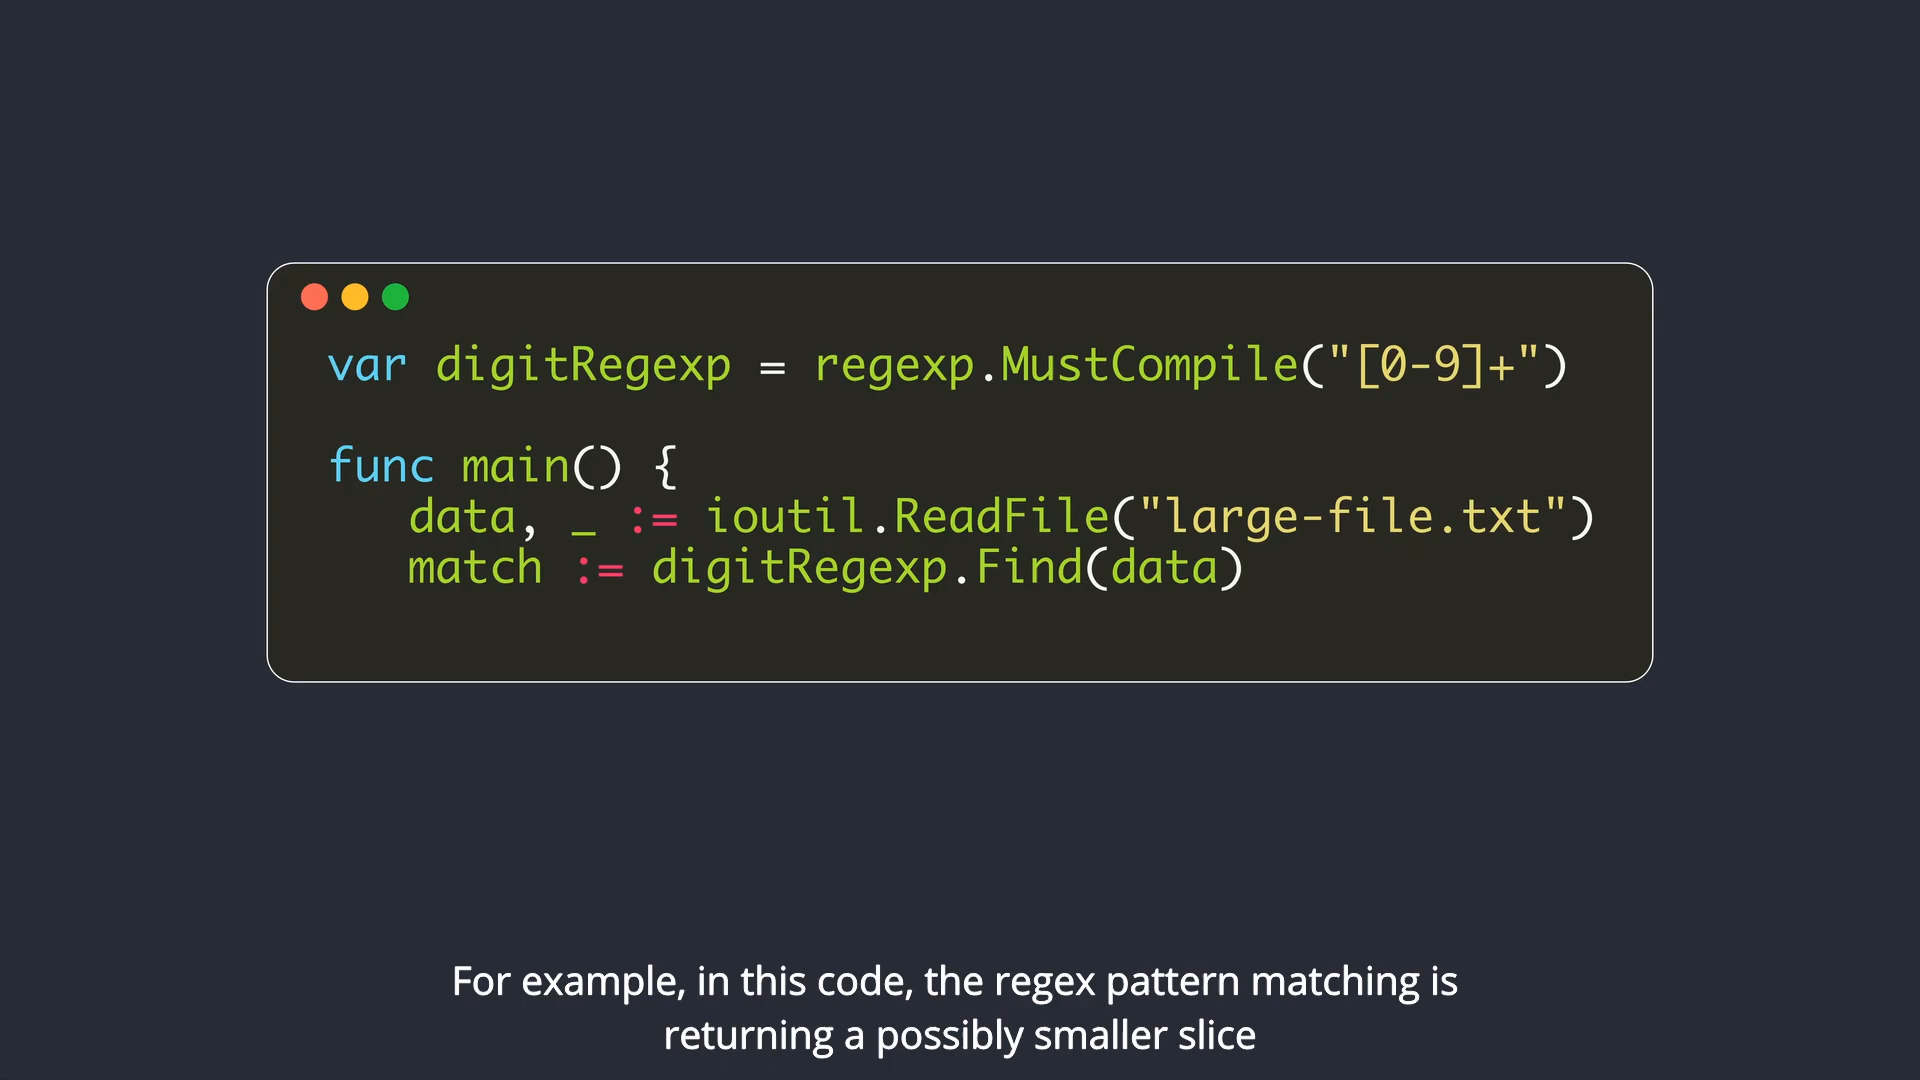 var digitRegexp = regexp.MustCompile("[0-9]+")
func main() {
data, _ := ioutil.ReadFile("large-file.txt")
match := digitRegexp.Find(data)
For example, in this code, the regex pattern matching is
returning a possibly smaller slice